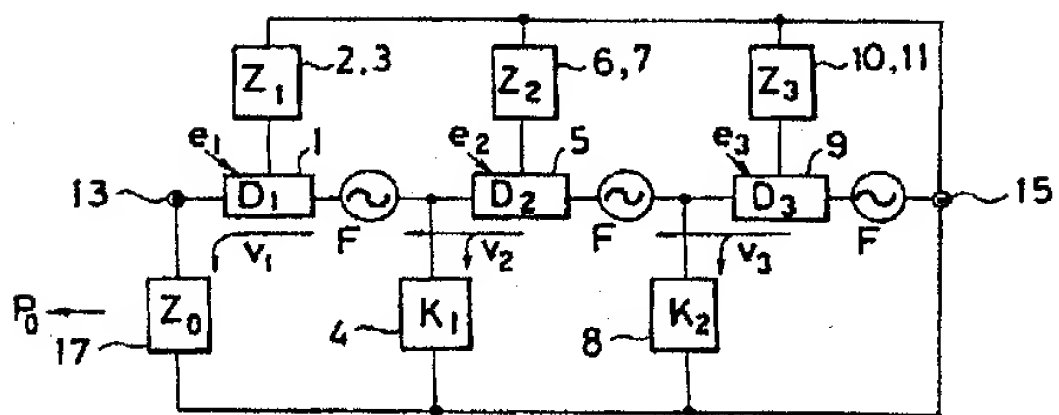 Z1 2,3 Z2 6,7 Z3 10,11
e1 1 e2 5 e3 9
13 D1 D2 D3 15
F F F
v1 v2 v3
P0 Z0 K1 K2
17 4 8